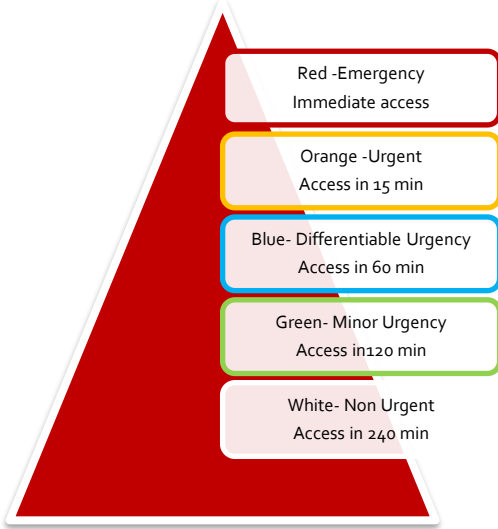 Red -Emergency
Immediate access
Orange -Urgent
Access in 15 min
Blue- Differentiable Urgency
Access in 60 min
Green- Minor Urgency
Access in120 min
White- Non Urgent
Access in 240 min